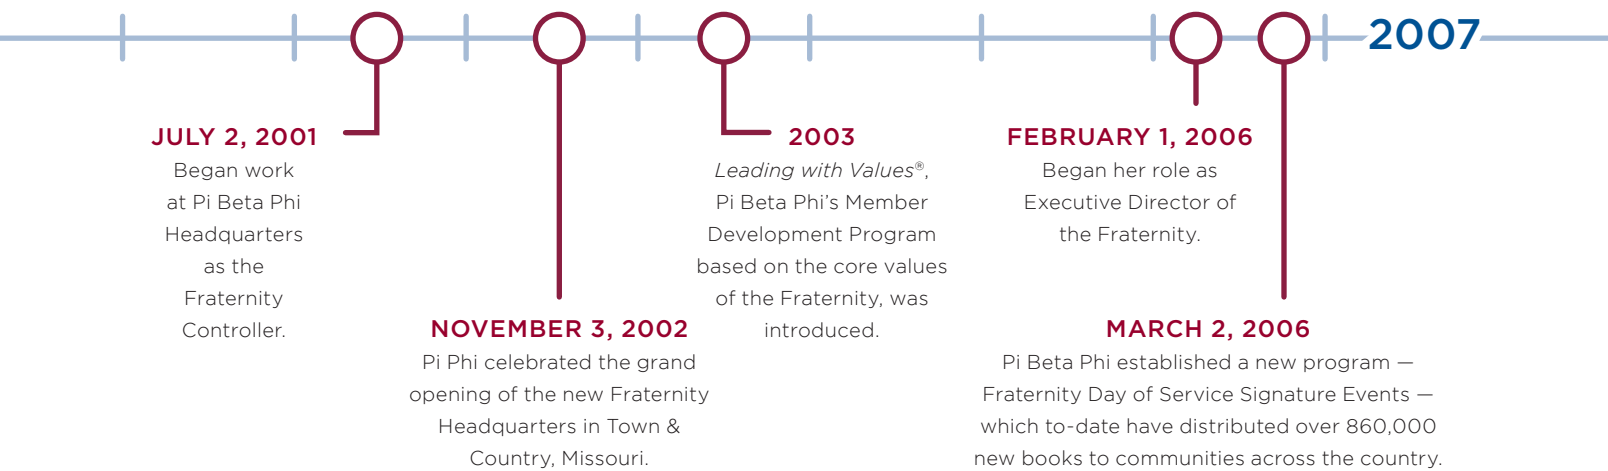 2007
JULY 2, 2001
Began work
at Pi Beta Phi
Headquarters
as the
Fraternity
Controller.
NOVEMBER 3, 2002
Pi Phi celebrated the grand
opening of the new Fraternity
Headquarters in Town &
Country, Missouri.
2003
Leading with Values®,
Pi Beta Phi’s Member
Development Program
based on the core values
of the Fraternity, was
introduced.
FEBRUARY 1, 2006
Began her role as
Executive Director of
the Fraternity.
MARCH 2, 2006
Pi Beta Phi established a new program —
Fraternity Day of Service Signature Events —
which to-date have distributed over 860,000
new books to communities across the country.